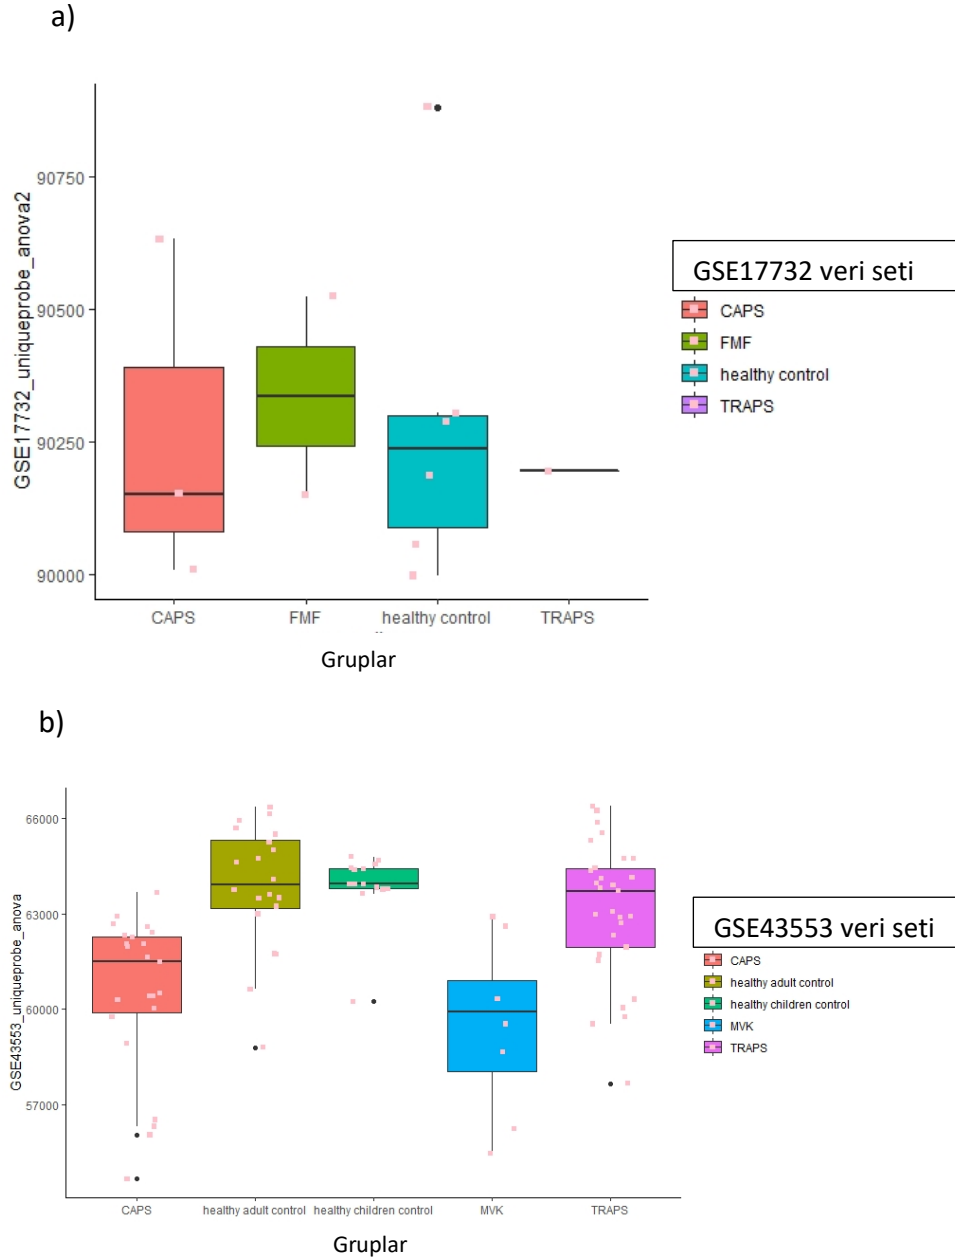 a)
GSE17732_uniqueprobe_anova2
90750
90500
90250
90000
CAPS
FMF
healthy control
TRAPS
Gruplar
GSE17732 veri seti
CAPS
FMF
healthy control
TRAPS
b)
GSE43553_uniqueprobe_anova
66000
63000
60000
57000
CAPS
healthy adult control
healthy children control
MVK
TRAPS
Gruplar
GSE43553 veri seti
CAPS
healthy adult control
healthy children control
MVK
TRAPS